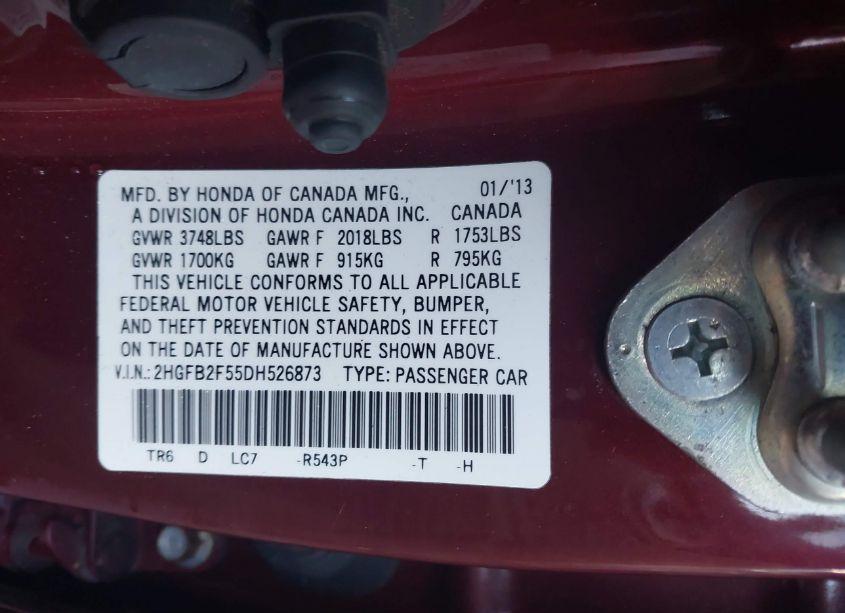 MFD. BY HONDA OF CANADA MFG., 01/'13
A DIVISION OF HONDA CANADA INC. CANADA
GVWR 3748LBS GAWR F 2018LBS R 1753LBS
GVWR 1700KG GAWR F 915KG R 795KG
THIS VEHICLE CONFORMS TO ALL APPLICABLE
FEDERAL MOTOR VEHICLE SAFETY, BUMPER,
AND THEFT PREVENTION STANDARDS IN EFFECT
ON THE DATE OF MANUFACTURE SHOWN ABOVE.
V.I.N.: 2HGFB2F55DH526873 TYPE: PASSENGER CAR
TR6 D LC7 -R543P -T -H